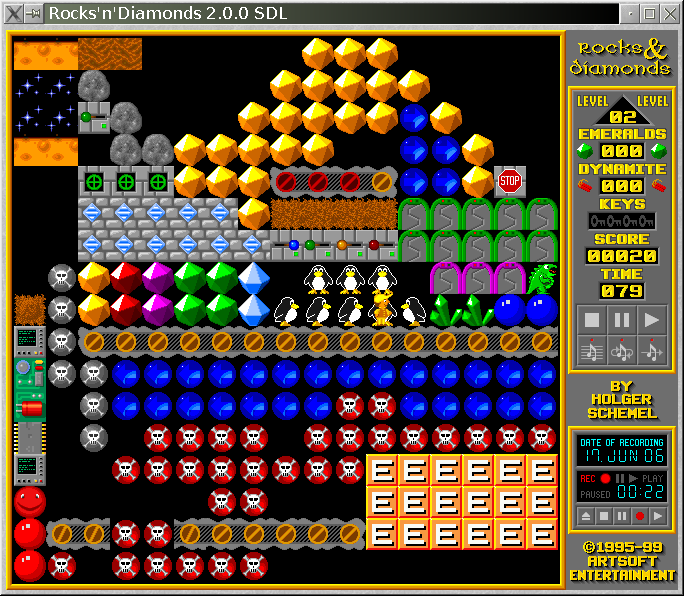 Rocks'n'Diamonds 2.0.0 SDL
Rocks &
Diamonds
LEVEL LEVEL
02
EMERALDS
000
DYNAMITE
000
KEYS
SCORE
00020
TIME
079
STOP
BY
HOLGER
SCHEMEL
DATE OF RECORDING
17.JUN 06
REC PLAY
PAUSED 00:22
©1995-99
ARTSOFT
ENTERTAINMENT
E E E E E E
E E E E E E
E E E E E E